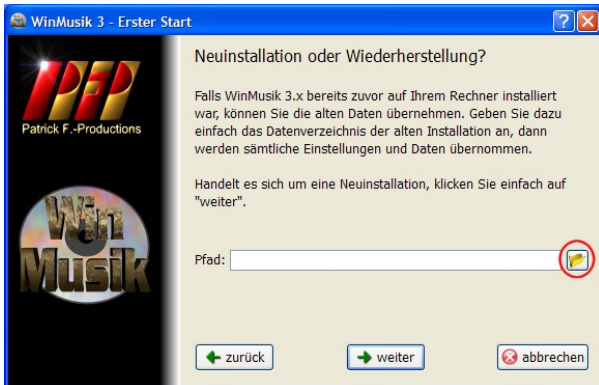 WinMusik 3 - Erster Start
PFP
Patrick F.-Productions
Win
Musik
Neuinstallation oder Wiederherstellung?
Falls WinMusik 3.x bereits zuvor auf Ihrem Rechner installiert
war, können Sie die alten Daten übernehmen. Geben Sie dazu
einfach das Datenverzeichnis der alten Installation an, dann
werden sämtliche Einstellungen und Daten übernommen.
Handelt es sich um eine Neuinstallation, klicken Sie einfach auf
"weiter".
Pfad:
zurück
weiter
abbrechen